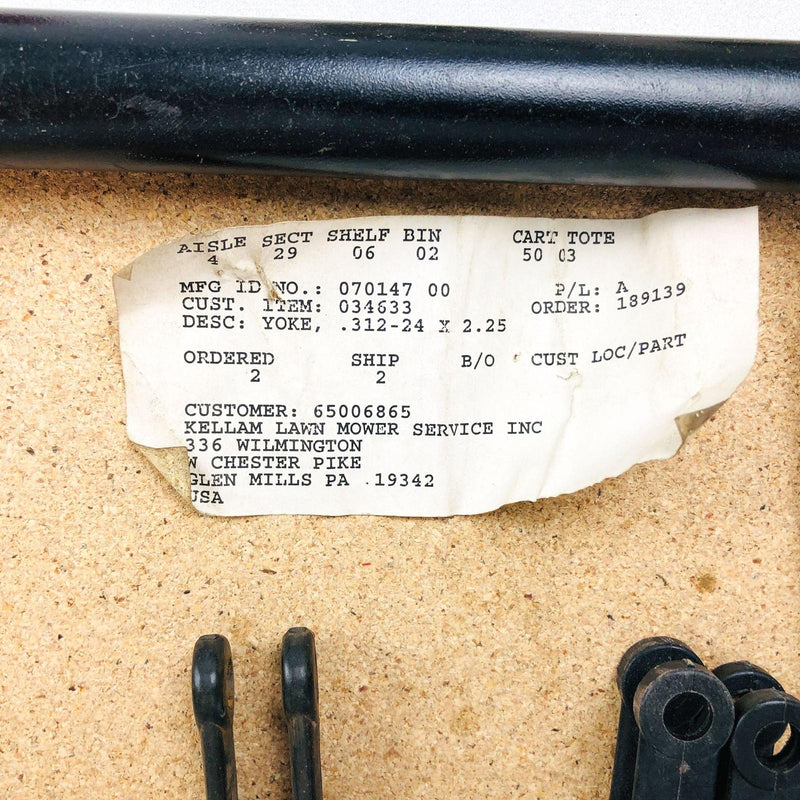 AISLE SECT SHELF BIN CART TOTE
4 29 06 02 50 03
MFG ID NO.: 070147 00 P/L: A
CUST. ITEM: 034633 ORDER: 189139
DESC: YOKE, .312-24 X 2.25
ORDERED SHIP B/O CUST LOC/PART
2 2
CUSTOMER: 65006865
KELLAM LAWN MOWER SERVICE INC
336 WILMINGTON
W CHESTER PIKE
GLEN MILLS PA 19342
USA